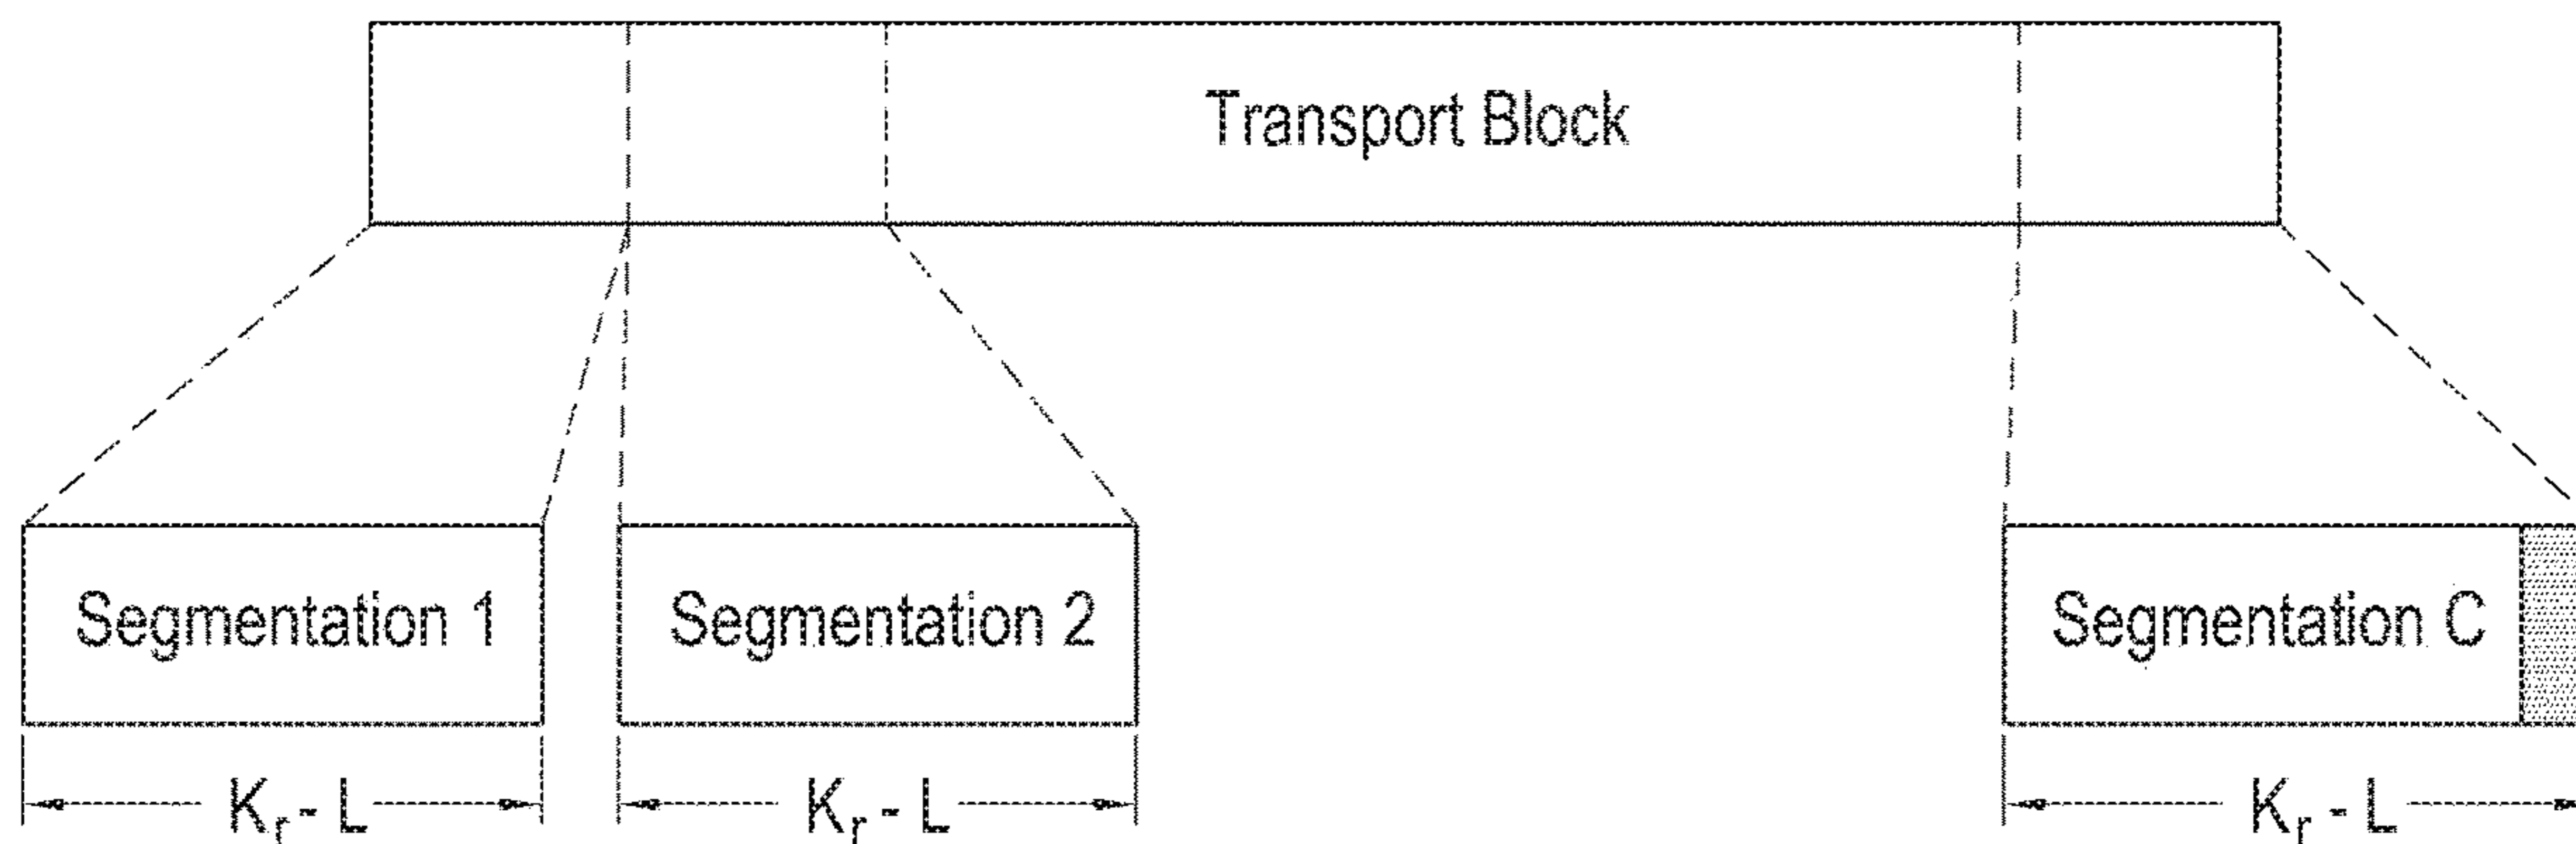 Transport Block
Segmentation 1 Segmentation 2 Segmentation C
Kᵣ - L Kᵣ - L Kᵣ - L